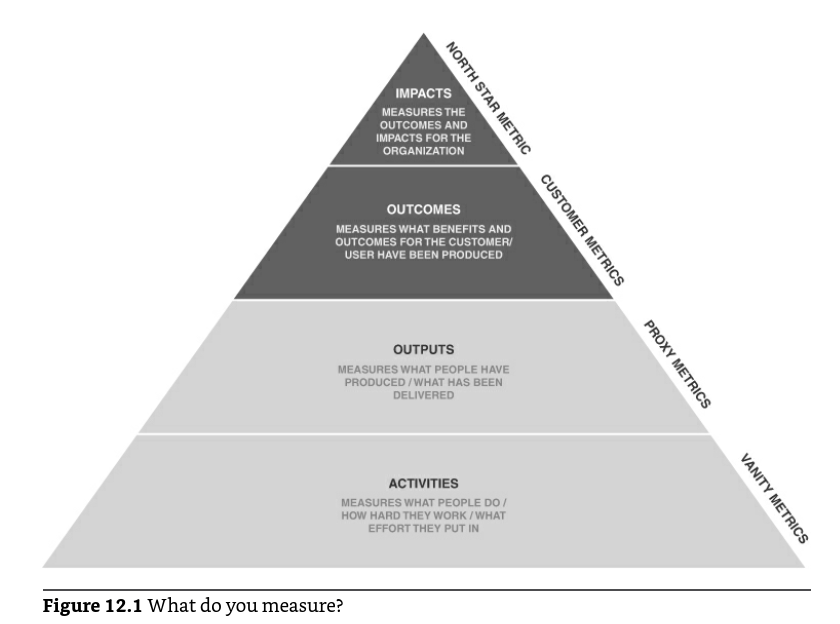 NORTH STAR METRIC
IMPACTS
MEASURES THE
OUTCOMES AND
IMPACTS FOR THE
ORGANIZATION
CUSTOMER METRICS
OUTCOMES
MEASURES WHAT BENEFITS AND
OUTCOMES FOR THE CUSTOMER/
USER HAVE BEEN PRODUCED
PROXY METRICS
OUTPUTS
MEASURES WHAT PEOPLE HAVE
PRODUCED / WHAT HAS BEEN
DELIVERED
VANITY METRICS
ACTIVITIES
MEASURES WHAT PEOPLE DO /
HOW HARD THEY WORK / WHAT
EFFORT THEY PUT IN
Figure 12.1 What do you measure?